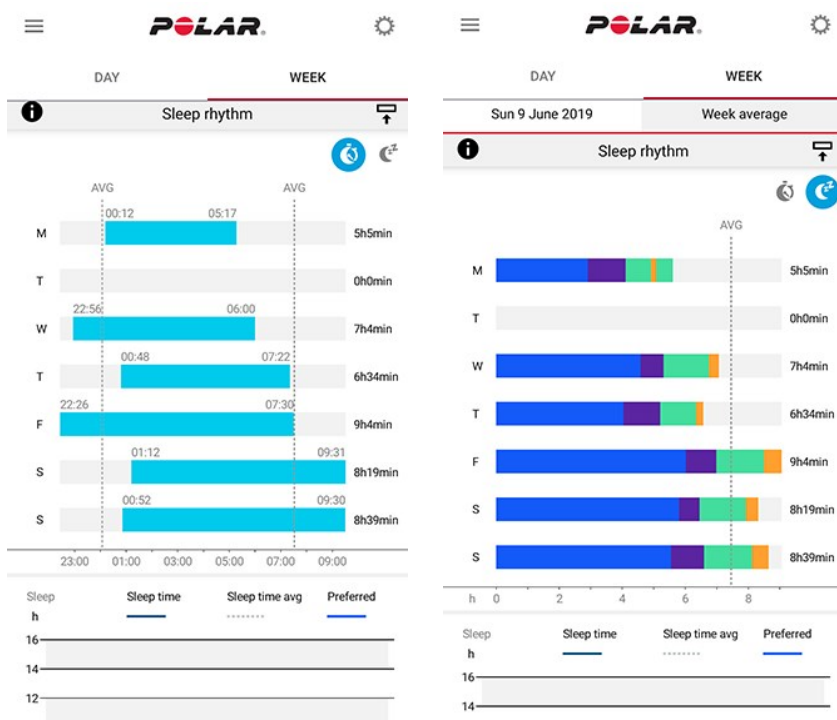 POLAR
DAY WEEK
Sleep rhythm
AVG AVG
00:12 05:17
M 5h5min
T 0h0min
22:56 06:00
W 7h4min
00:48 07:22
T 6h34min
22:26 07:30
F 9h4min
01:12 09:31
S 8h19min
00:52 09:30
S 8h39min
23:00 01:00 03:00 05:00 07:00 09:00
Sleep Sleep time Sleep time avg Preferred
h
16
14
12
POLAR
DAY WEEK
Sun 9 June 2019 Week average
Sleep rhythm
AVG
M 5h5min
T 0h0min
W 7h4min
T 6h34min
F 9h4min
S 8h19min
S 8h39min
h 0 2 4 6 8
Sleep Sleep time Sleep time avg Preferred
h
16
14